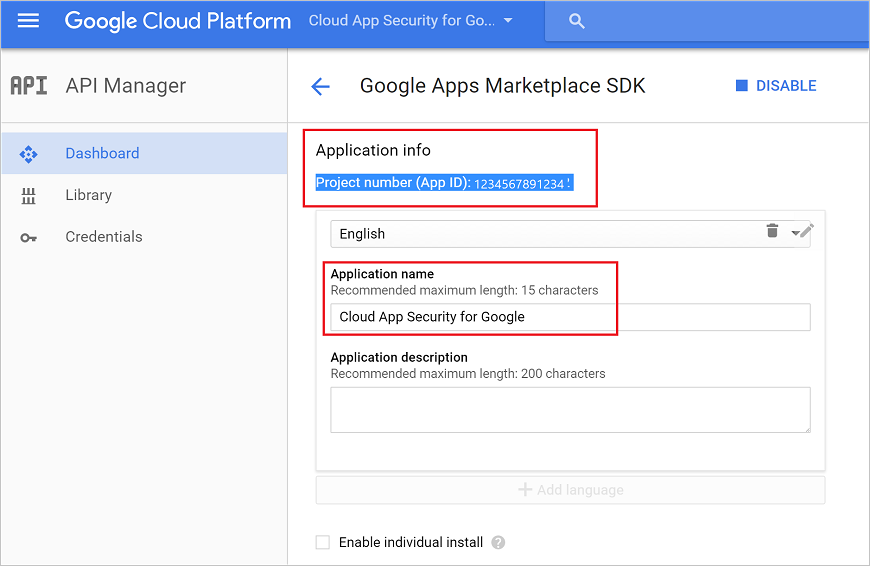 Google Cloud Platform
Cloud App Security for Go...
API
API Manager
Google Apps Marketplace SDK
DISABLE
Dashboard
Library
Credentials
Application info
Project number (App ID): 1234567891234 '
English
Application name
Recommended maximum length: 15 characters
Cloud App Security for Google
Application description
Recommended maximum length: 200 characters
+ Add language
Enable individual install ?